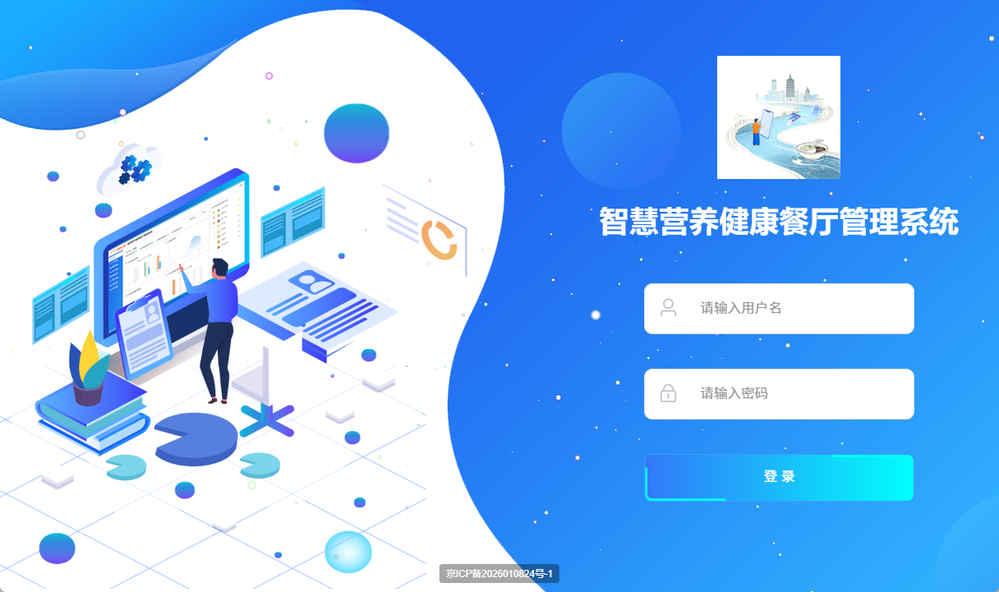 智慧营养健康餐厅管理系统
请输入用户名
请输入密码
登 录
京ICP备2026010824号-1